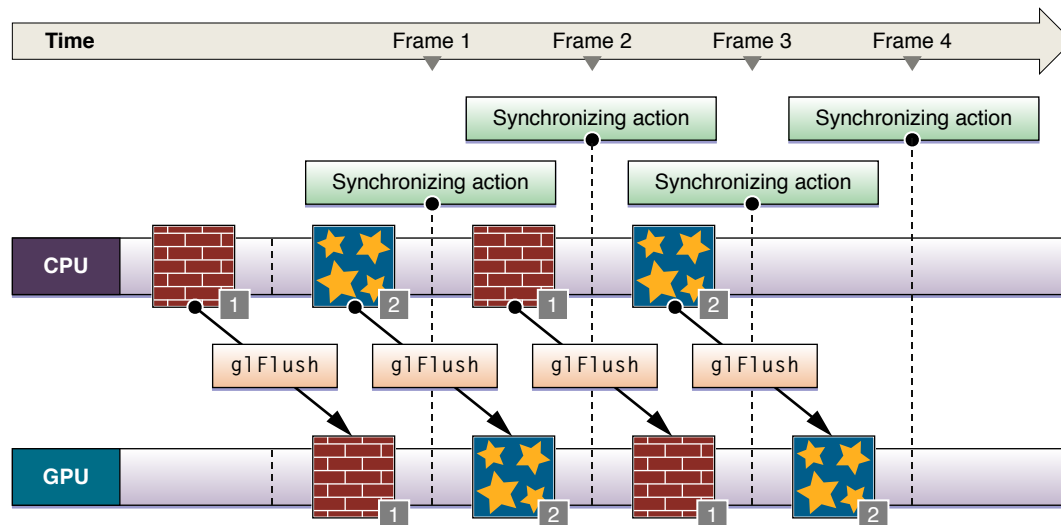 Time Frame 1 Frame 2 Frame 3 Frame 4
Synchronizing action Synchronizing action
Synchronizing action Synchronizing action
CPU
1 2 1 2
glFlush glFlush glFlush glFlush
GPU
1 2 1 2